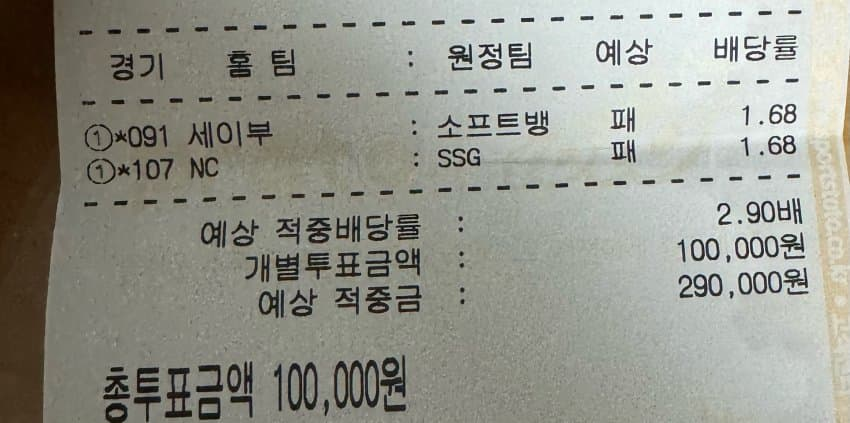 경기 홈 팀 : 원정팀 예상 배당률
①*091 세이부 : 소프트뱅 패 1.68
①*107 NC : SSG 패 1.68
예상 적중배당률 : 2.90배
개별투표금액 : 100,000원
예상 적중금 : 290,000원
총투표금액 100,000원
sportstoto.co.kr